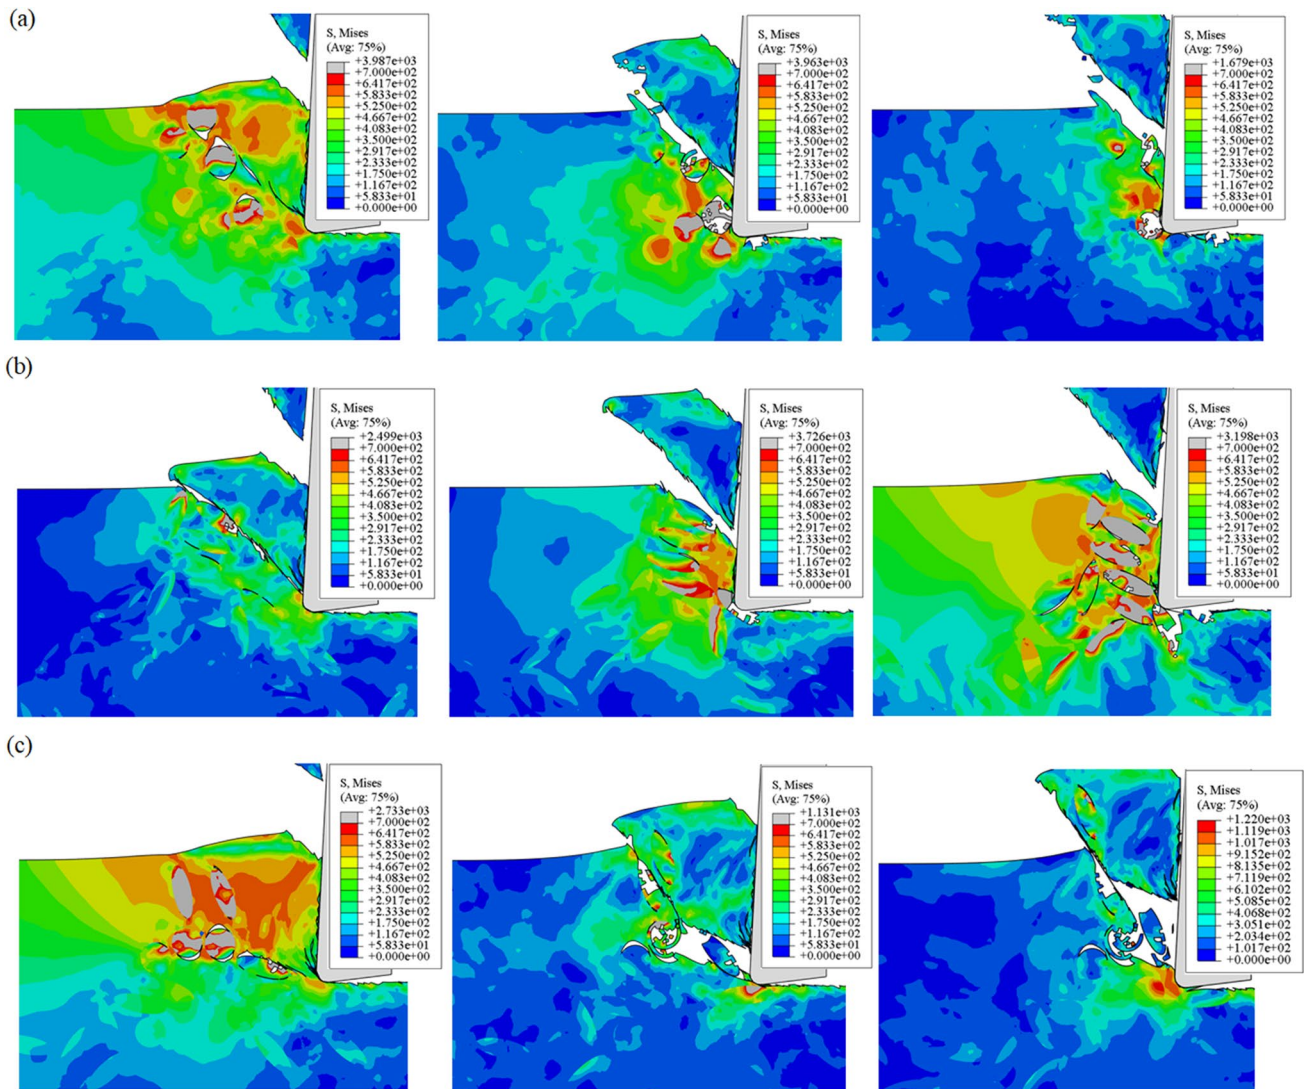 (a)
S, Mises
(Avg: 75%)
+3.987e+03
+7.000e+02
+6.417e+02
+5.833e+02
+5.250e+02
+4.667e+02
+4.083e+02
+3.500e+02
+2.917e+02
+2.333e+02
+1.750e+02
+1.167e+02
+5.833e+01
+0.000e+00
S, Mises
(Avg: 75%)
+3.963e+03
+7.000e+02
+6.417e+02
+5.833e+02
+5.250e+02
+4.667e+02
+4.083e+02
+3.500e+02
+2.917e+02
+2.333e+02
+1.750e+02
+1.167e+02
+5.833e+01
+0.000e+00
S, Mises
(Avg: 75%)
+1.679e+03
+7.000e+02
+6.417e+02
+5.833e+02
+5.250e+02
+4.667e+02
+4.083e+02
+3.500e+02
+2.917e+02
+2.333e+02
+1.750e+02
+1.167e+02
+5.833e+01
+0.000e+00
(b)
S, Mises
(Avg: 75%)
+2.499e+03
+7.000e+02
+6.417e+02
+5.833e+02
+5.250e+02
+4.667e+02
+4.083e+02
+3.500e+02
+2.917e+02
+2.333e+02
+1.750e+02
+1.167e+02
+5.833e+01
+0.000e+00
S, Mises
(Avg: 75%)
+3.726e+03
+7.000e+02
+6.417e+02
+5.833e+02
+5.250e+02
+4.667e+02
+4.083e+02
+3.500e+02
+2.917e+02
+2.333e+02
+1.750e+02
+1.167e+02
+5.833e+01
+0.000e+00
S, Mises
(Avg: 75%)
+3.198e+03
+7.000e+02
+6.417e+02
+5.833e+02
+5.250e+02
+4.667e+02
+4.083e+02
+3.500e+02
+2.917e+02
+2.333e+02
+1.750e+02
+1.167e+02
+5.833e+01
+0.000e+00
(c)
S, Mises
(Avg: 75%)
+2.733e+03
+7.000e+02
+6.417e+02
+5.833e+02
+5.250e+02
+4.667e+02
+4.083e+02
+3.500e+02
+2.917e+02
+2.333e+02
+1.750e+02
+1.167e+02
+5.833e+01
+0.000e+00
S, Mises
(Avg: 75%)
+1.131e+03
+7.000e+02
+6.417e+02
+5.833e+02
+5.250e+02
+4.667e+02
+4.083e+02
+3.500e+02
+2.917e+02
+2.333e+02
+1.750e+02
+1.167e+02
+5.833e+01
+0.000e+00
S, Mises
(Avg: 75%)
+1.220e+03
+1.119e+03
+1.017e+03
+9.152e+02
+8.135e+02
+7.119e+02
+6.102e+02
+5.085e+02
+4.068e+02
+3.051e+02
+2.034e+02
+1.017e+02
+0.000e+00